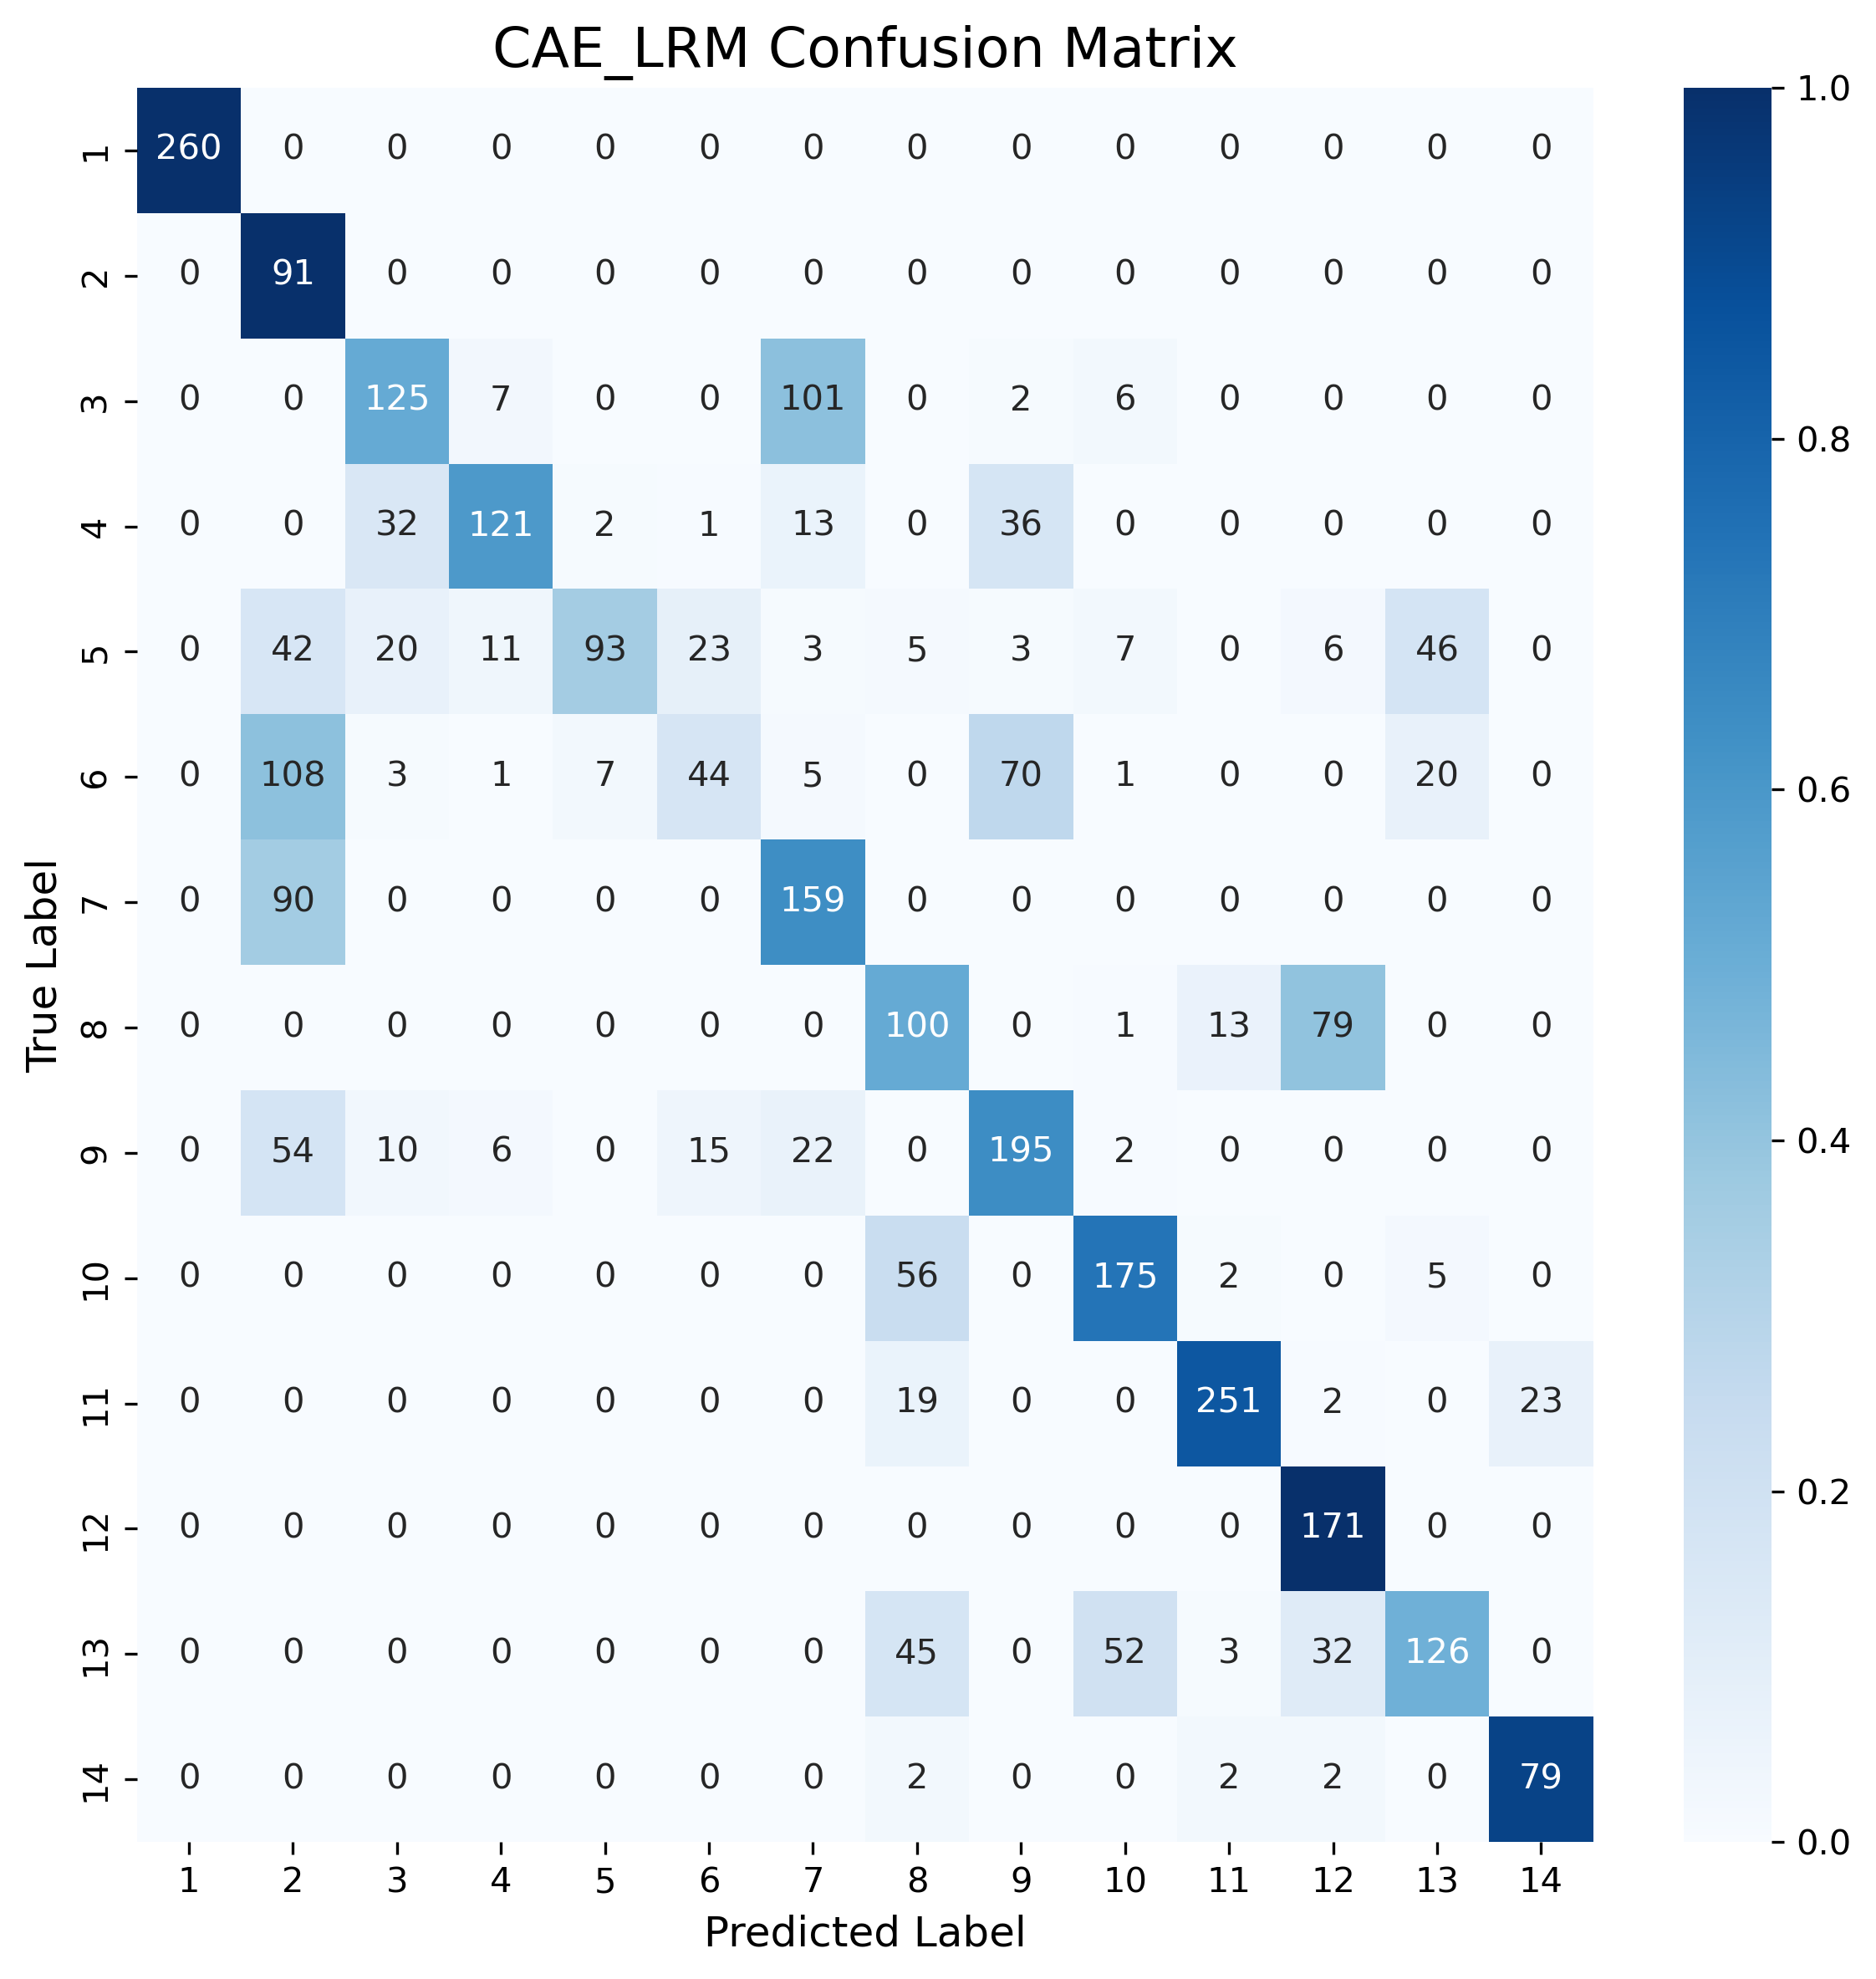 CAE_LRM Confusion Matrix
1 260 0 0 0 0 0 0 0 0 0 0 0 0 0
2 0 91 0 0 0 0 0 0 0 0 0 0 0 0
3 0 0 125 7 0 0 101 0 2 6 0 0 0 0
4 0 0 32 121 2 1 13 0 36 0 0 0 0 0
5 0 42 20 11 93 23 3 5 3 7 0 6 46 0
6 0 108 3 1 7 44 5 0 70 1 0 0 20 0
7 0 90 0 0 0 0 159 0 0 0 0 0 0 0
8 0 0 0 0 0 0 0 100 0 1 13 79 0 0
9 0 54 10 6 0 15 22 0 195 2 0 0 0 0
10 0 0 0 0 0 0 0 56 0 175 2 0 5 0
11 0 0 0 0 0 0 0 19 0 0 251 2 0 23
12 0 0 0 0 0 0 0 0 0 0 0 171 0 0
13 0 0 0 0 0 0 0 45 0 52 3 32 126 0
14 0 0 0 0 0 0 0 2 0 0 2 2 0 79
1 2 3 4 5 6 7 8 9 10 11 12 13 14
Predicted Label
True Label
1.0
0.8
0.6
0.4
0.2
0.0